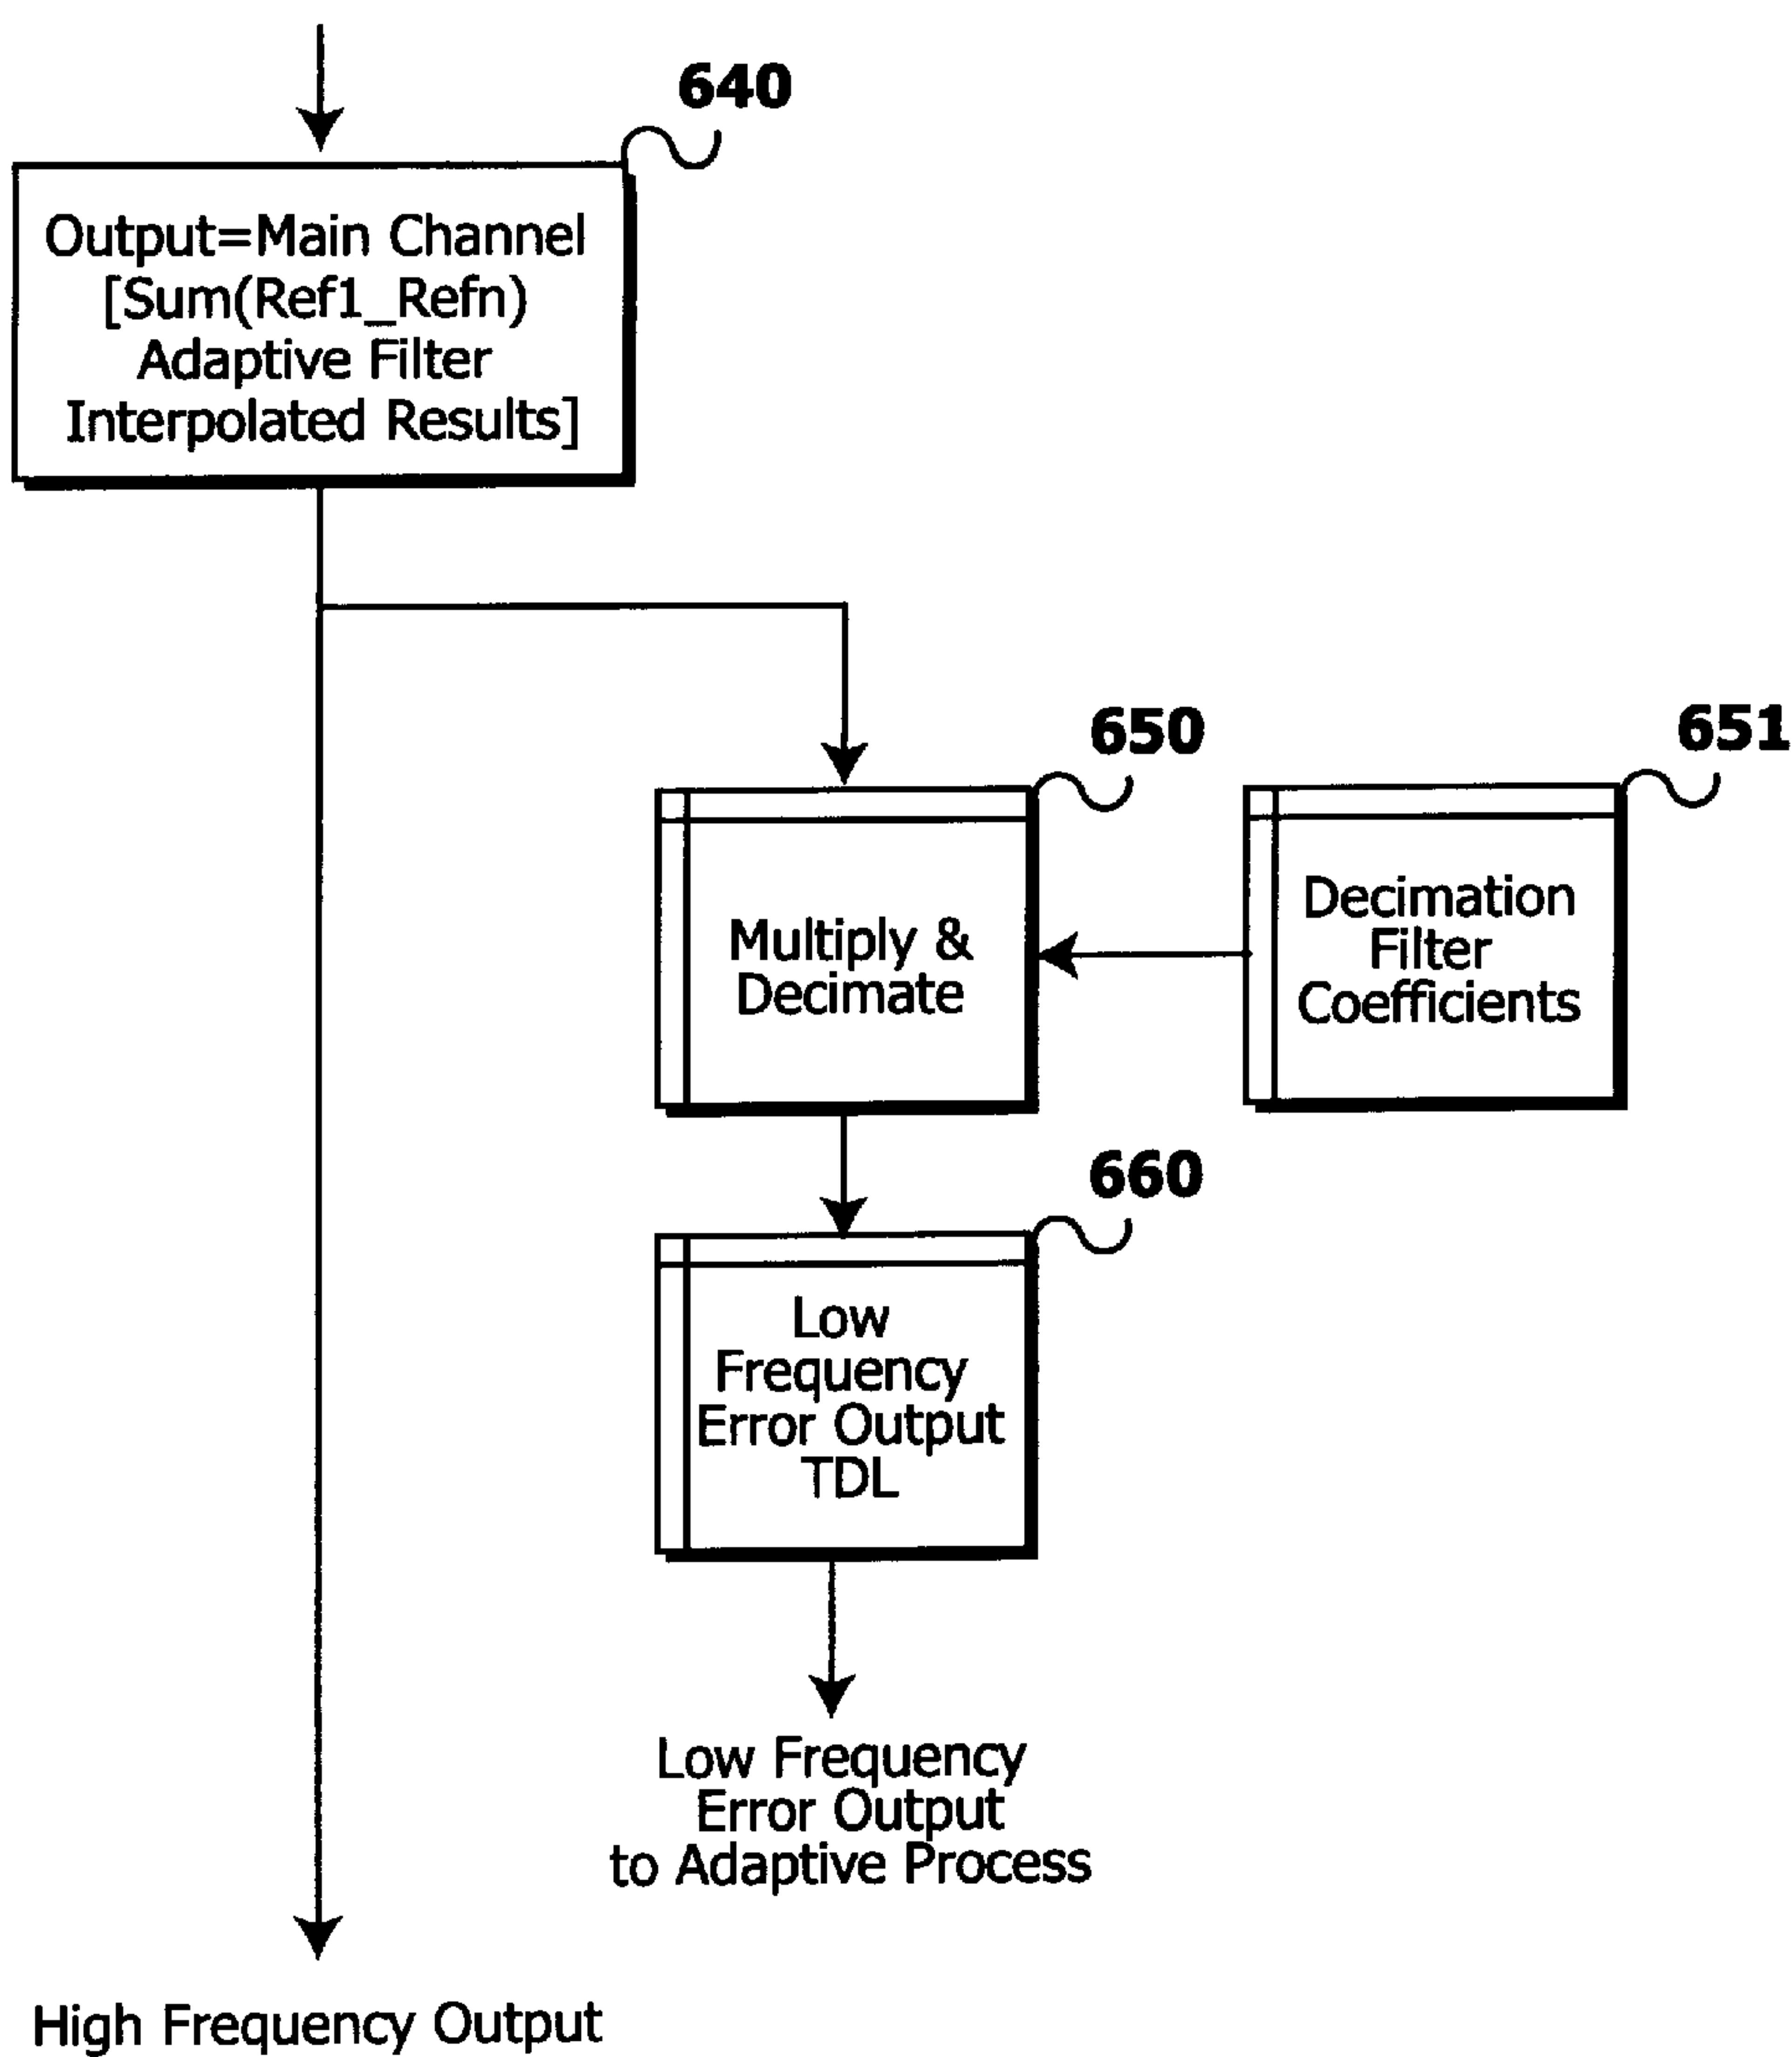 640
Output=Main Channel
[Sum(Ref1_Refn)
Adaptive Filter
Interpolated Results]
650
651
Multiply &
Decimate
Decimation
Filter
Coefficients
660
Low
Frequency
Error Output
TDL
Low Frequency
Error Output
to Adaptive Process
High Frequency Output